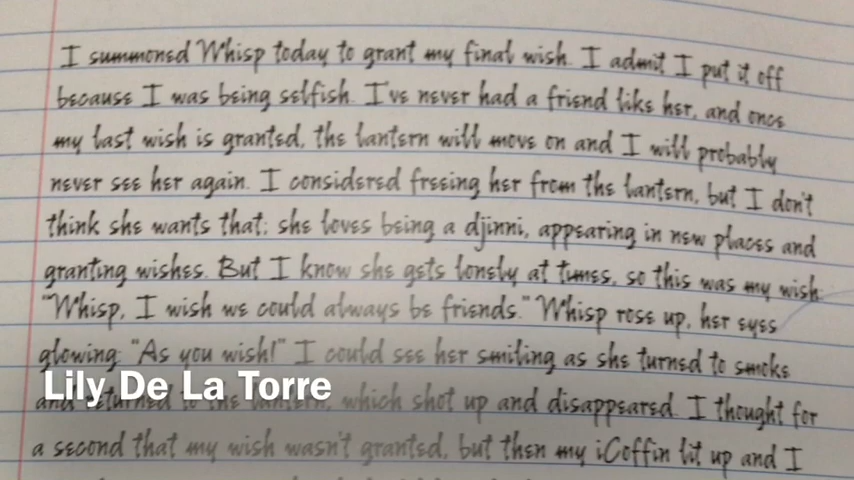 I summoned Whisp today to grant my final wish. I admit I put it off
because I was being selfish. I've never had a friend like her, and once
my last wish is granted, the lantern will move on and I will probably
never see her again. I considered freeing her from the lantern, but I don't
think she wants that; she loves being a djinni, appearing in new places and
granting wishes. But I know she gets lonely at times, so this was my wish:
"Whisp, I wish we could always be friends." Whisp rose up, her eyes
glowing: "As you wish!" I could see her smiling as she turned to smoke
Lily De La Torre
and returned to the lantern, which shot up and disappeared. I thought for
a second that my wish wasn't granted, but then my iCoffin lit up and I